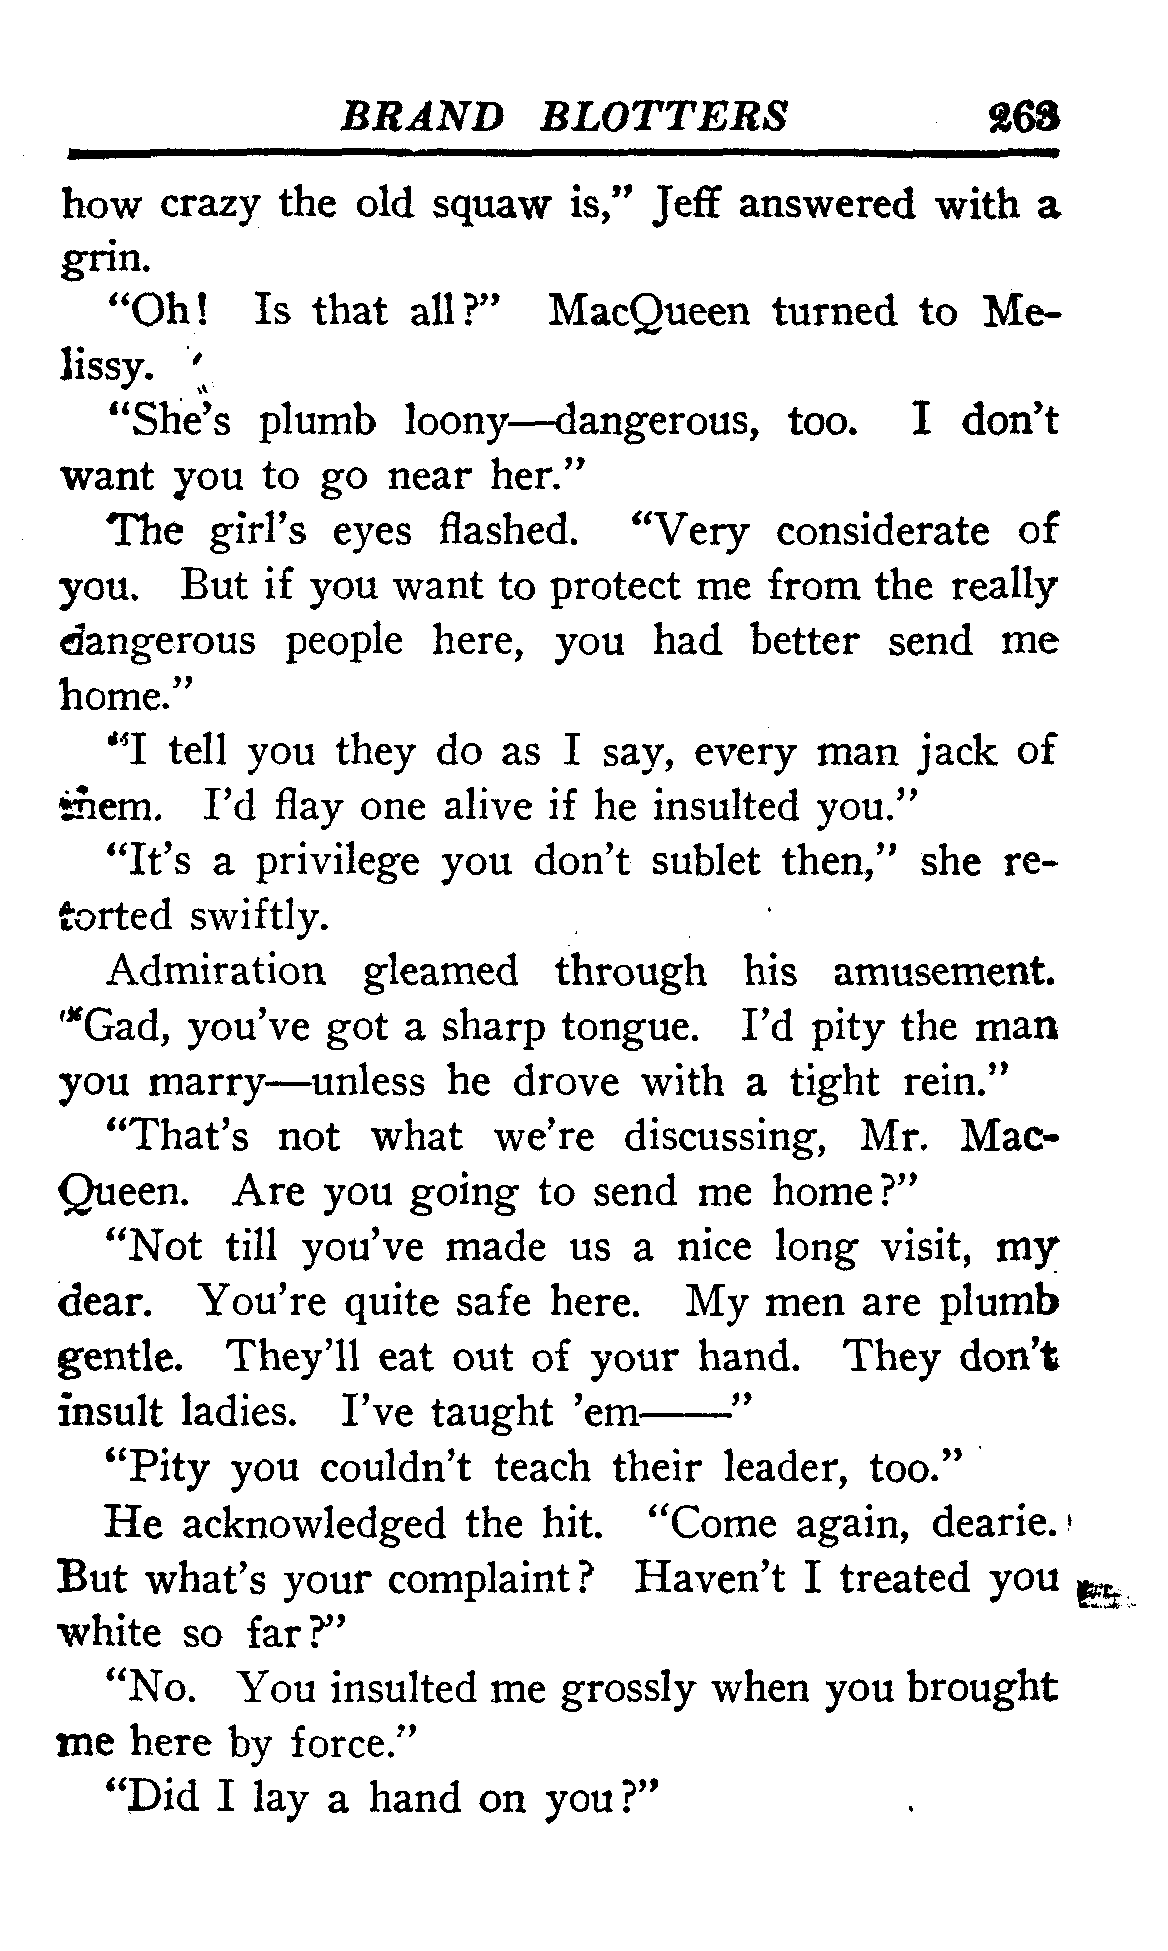 BRAND BLOTTERS 263
how crazy the old squaw is,” Jeff answered with a
grin.
“Oh! Is that all?” MacQueen turned to Me-
lissy.
“She’s plumb loony—dangerous, too. I don’t
want you to go near her.”
The girl’s eyes flashed. “Very considerate of
you. But if you want to protect me from the really
dangerous people here, you had better send me
home.”
“I tell you they do as I say, every man jack of
them. I’d flay one alive if he insulted you.”
“It’s a privilege you don’t sublet then,” she re-
torted swiftly.
Admiration gleamed through his amusement.
“Gad, you’ve got a sharp tongue. I’d pity the man
you marry—unless he drove with a tight rein.”
“That’s not what we’re discussing, Mr. Mac-
Queen. Are you going to send me home?”
“Not till you’ve made us a nice long visit, my
dear. You’re quite safe here. My men are plumb
gentle. They’ll eat out of your hand. They don’t
insult ladies. I’ve taught ’em——”
“Pity you couldn’t teach their leader, too.”
He acknowledged the hit. “Come again, dearie.
But what’s your complaint? Haven’t I treated you
white so far?”
“No. You insulted me grossly when you brought
me here by force.”
“Did I lay a hand on you?”